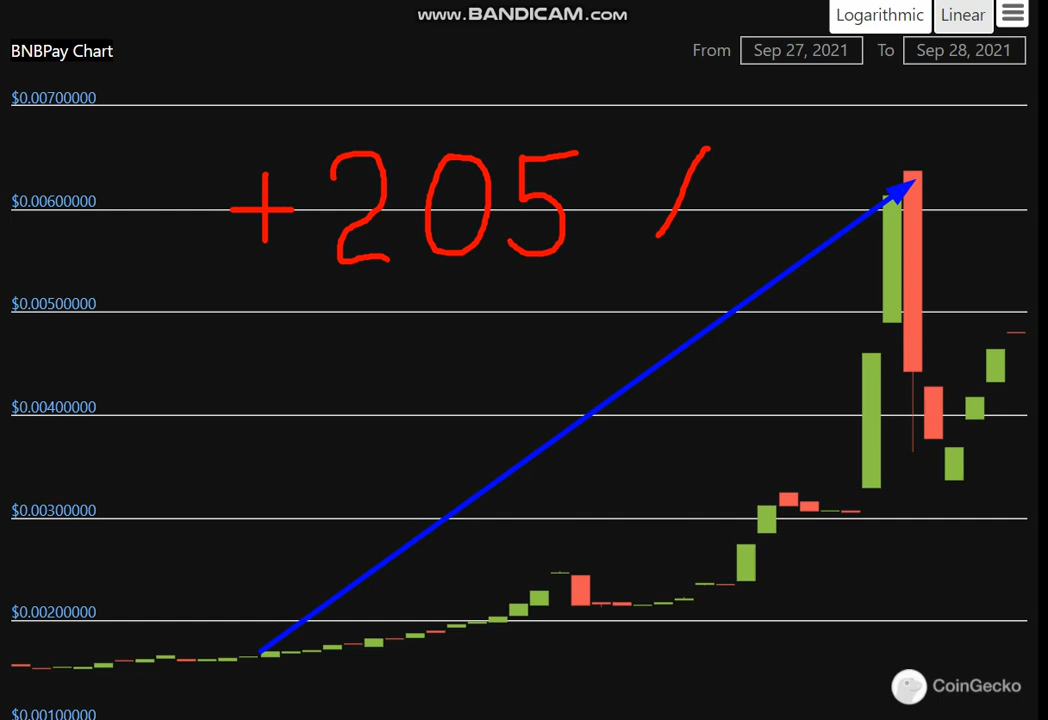 www.BANDICAM.com
Logarithmic Linear
BNBPay Chart
From Sep 27, 2021 To Sep 28, 2021
$0.00700000
+ 205 /
$0.00600000
$0.00500000
$0.00400000
$0.00300000
$0.00200000
CoinGecko
$0.00100000